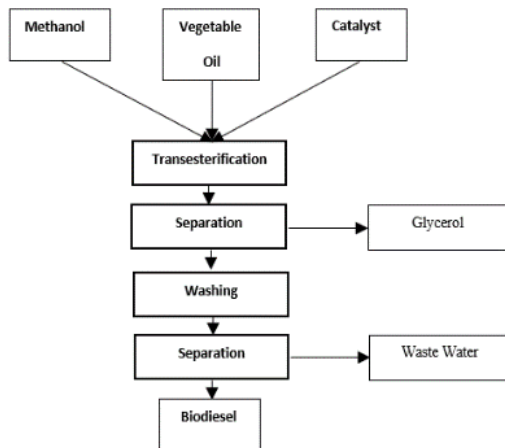 Methanol
Vegetable
Oil
Catalyst
Transesterification
Separation
Glycerol
Washing
Separation
Waste Water
Biodiesel